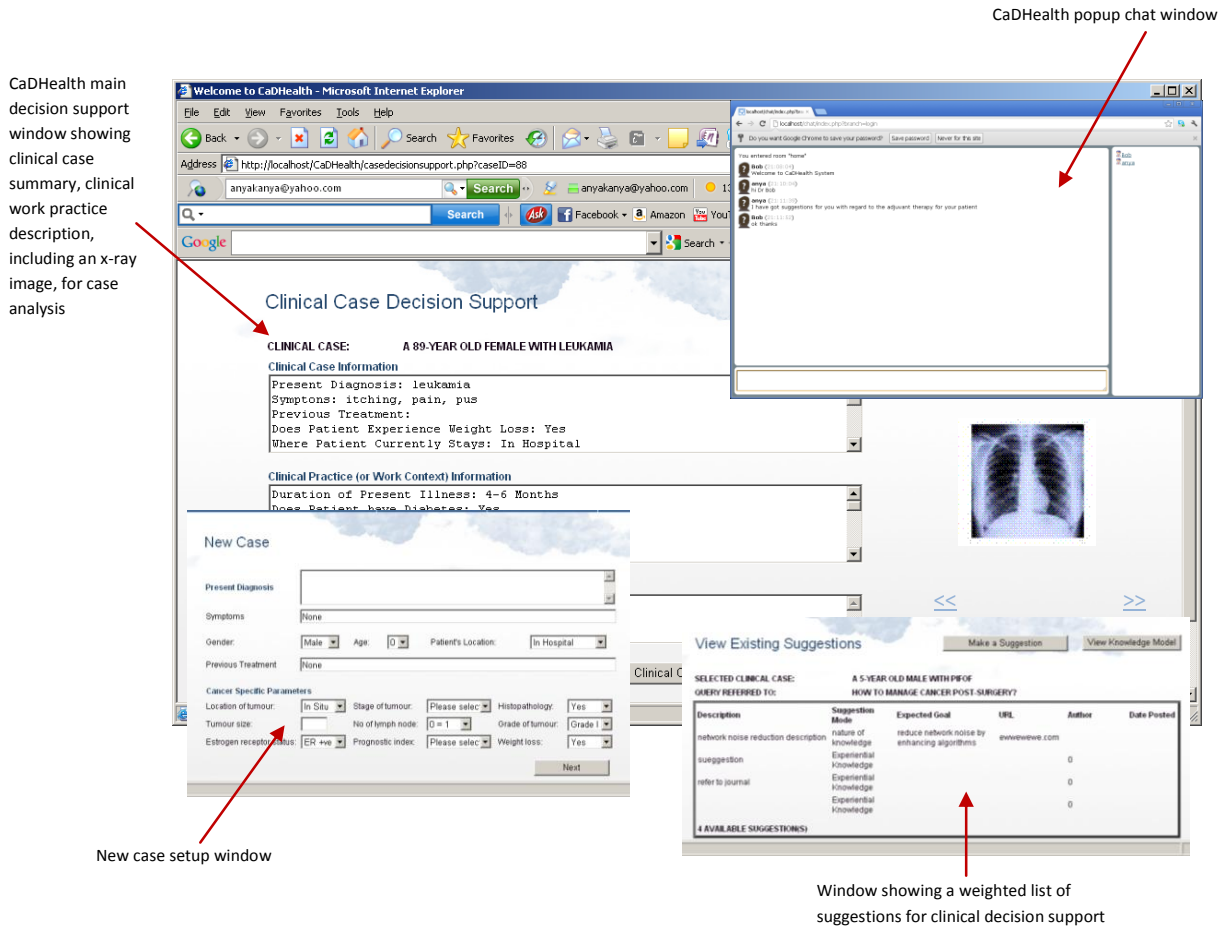 CaDHealth popup chat window
CaDHealth main
decision support
window showing
clinical case
summary, clinical
work practice
description,
including an x-ray
image, for case
analysis
Welcome to CaDHealth - Microsoft Internet Explorer
File Edit View Favorites Tools Help
Back Search Favorites
Address http://localhost/CaDHealth/casedecisionsupport.php?caseID=88
anyakanya@yahoo.com Search anyakanya@yahoo.com
Search Ask Facebook Amazon
Google Search
localhost/chat/index.php?branch=login
Do you want Google Chrome to save your password? Save password Never for this site
You entered room "home"
Bob
Welcome to CaDHealth System
anya
hi Dr Bob
anya
I have got suggestions for you with regard to the adjuvant therapy for your patient
Bob
ok thanks
Bob
anya
Clinical Case Decision Support
CLINICAL CASE: A 89-YEAR OLD FEMALE WITH LEUKAMIA
Clinical Case Information
Present Diagnosis: leukamia
Symptons: itching, pain, pus
Previous Treatment:
Does Patient Experience Weight Loss: Yes
Where Patient Currently Stays: In Hospital
Clinical Practice (or Work Context) Information
Duration of Present Illness: 4-6 Months
Does Patient have Diabetes: Yes
<< >>
Clinical C
New Case
Present Diagnosis
Symptoms None
Gender: Male Age: 0 Patient's Location: In Hospital
Previous Treatment None
Cancer Specific Parameters
Location of tumour: In Situ Stage of tumour: Please selec Histopathology: Yes
Tumour size: No of lymph node: 0 = 1 Grade of tumour: Grade I
Estrogen receptor status: ER +ve Prognostic index: Please selec Weight loss: Yes
Next
View Existing Suggestions Make a Suggestion View Knowledge Model
SELECTED CLINICAL CASE: A 5-YEAR OLD MALE WITH PIFOF
QUERY REFERRED TO: HOW TO MANAGE CANCER POST-SURGERY?
Description Suggestion Mode Expected Goal URL Author Date Posted
network noise reduction description nature of knowledge reduce network noise by enhancing algorithms ewwewewe.com
sueggestion Experiential Knowledge 0
refer to journal Experiential Knowledge 0
Experiential Knowledge 0
4 AVAILABLE SUGGESTION(S)
New case setup window
Window showing a weighted list of
suggestions for clinical decision support